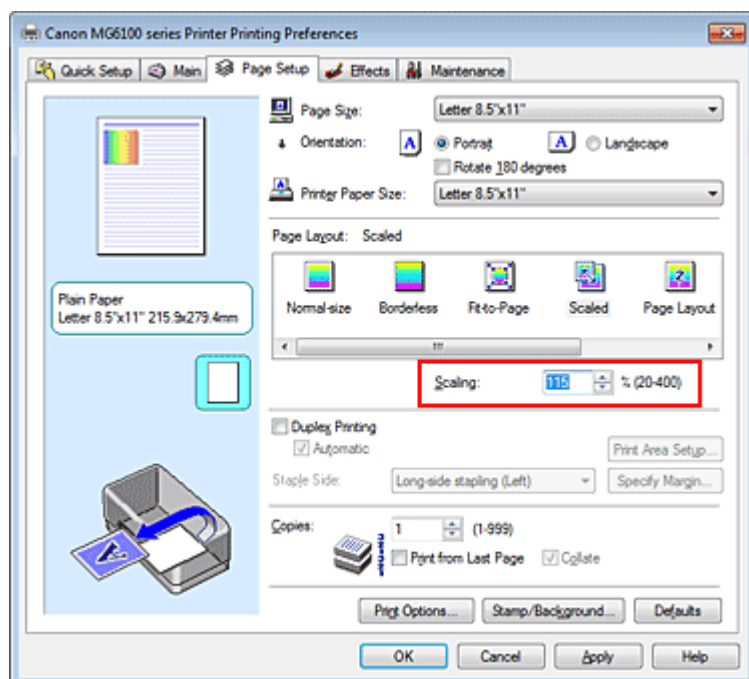 Canon MG6100 series Printer Printing Preferences
Quick Setup Main Page Setup Effects Maintenance
Page Size: Letter 8.5"x11"
Orientation: A Portrait A Landscape
Rotate 180 degrees
Printer Paper Size: Letter 8.5"x11"
Page Layout: Scaled
Normal-size Borderless Fit-to-Page Scaled Page Layout
Plain Paper
Letter 8.5"x11" 215.9x279.4mm
Scaling: 115 % (20-400)
Duplex Printing
Automatic Print Area Setup...
Staple Side: Long-side stapling (Left) Specify Margin...
Copies: 1 (1-999)
Print from Last Page Collate
Print Options... Stamp/Background... Defaults
OK Cancel Apply Help